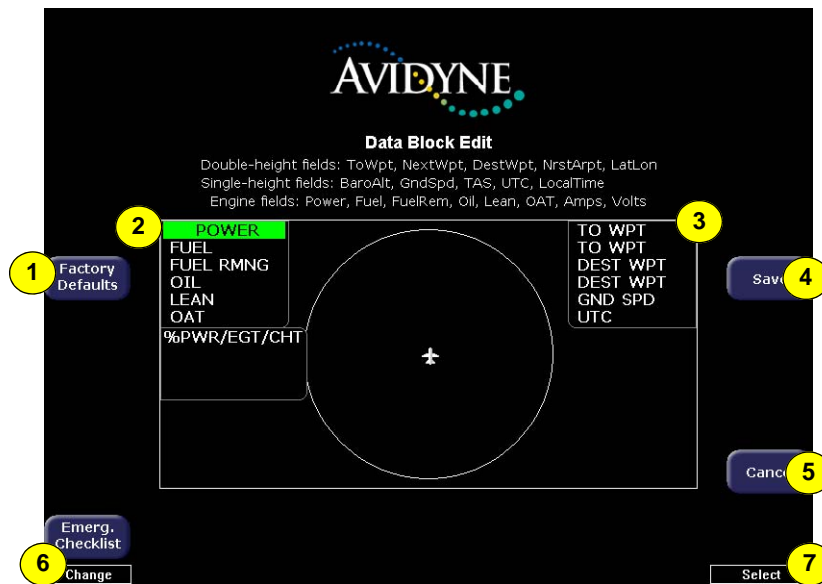 AVIDYNE
Data Block Edit
Double-height fields: ToWpt, NextWpt, DestWpt, NrstArpt, LatLon
Single-height fields: BaroAlt, GndSpd, TAS, UTC, LocalTime
Engine fields: Power, Fuel, FuelRem, Oil, Lean, OAT, Amps, Volts
2
3
POWER
FUEL
FUEL RMNG
OIL
LEAN
OAT
%PWR/EGT/CHT
TO WPT
TO WPT
DEST WPT
DEST WPT
GND SPD
UTC
1
Factory
Defaults
Save
4
Cance
5
Emerg.
Checklist
6
Change
Select
7